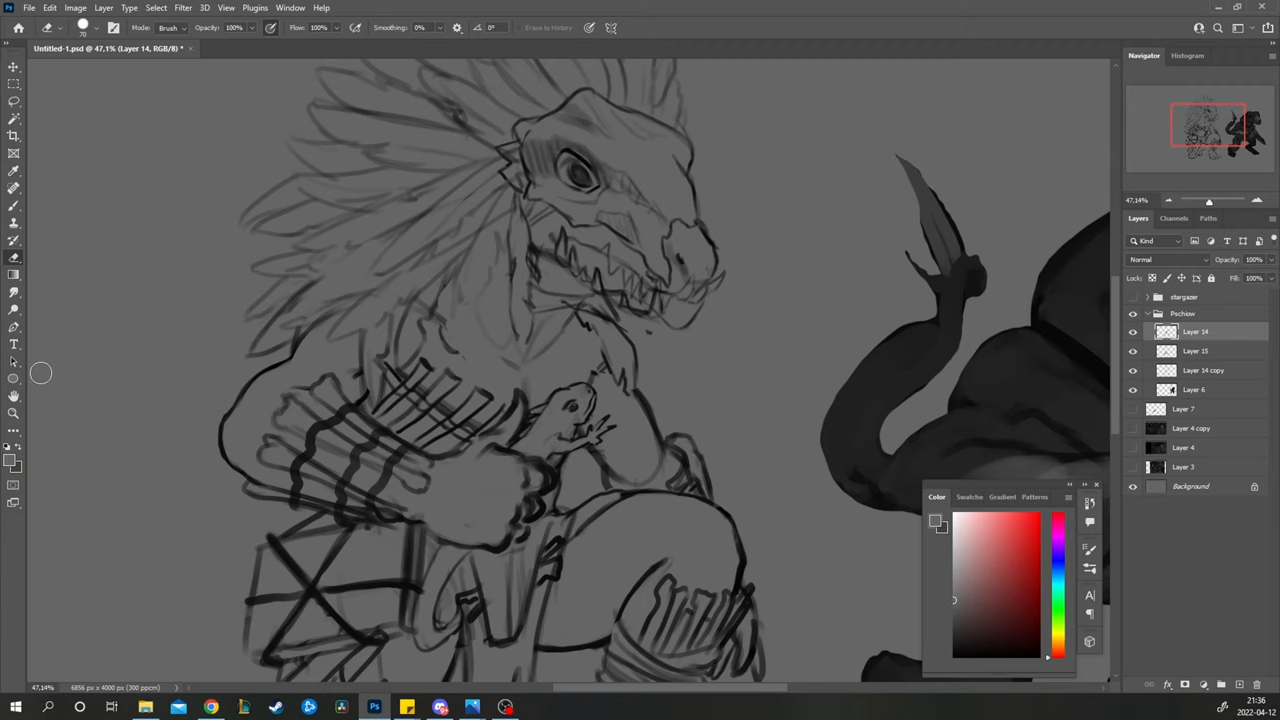 File Edit Image Layer Type Select Filter 3D View Plugins Window Help
70 Mode: Brush Opacity: 100% Flow: 100% Smoothing: 0% 0° Erase to History
Untitled-1.psd @ 47,1% (Layer 14, RGB/8) *
Navigator Histogram
47,14%
Layers Channels Paths
Kind
Normal Opacity: 100%
Lock: Fill: 100%
stargazer
Pschiow
Layer 14
Layer 15
Layer 14 copy
Layer 6
Layer 7
Layer 4 copy
Layer 4
Layer 3
Background
Color Swatche Gradient Patterns
47,14% 6856 px x 4000 px (300 ppcm)
21:36
2022-04-12